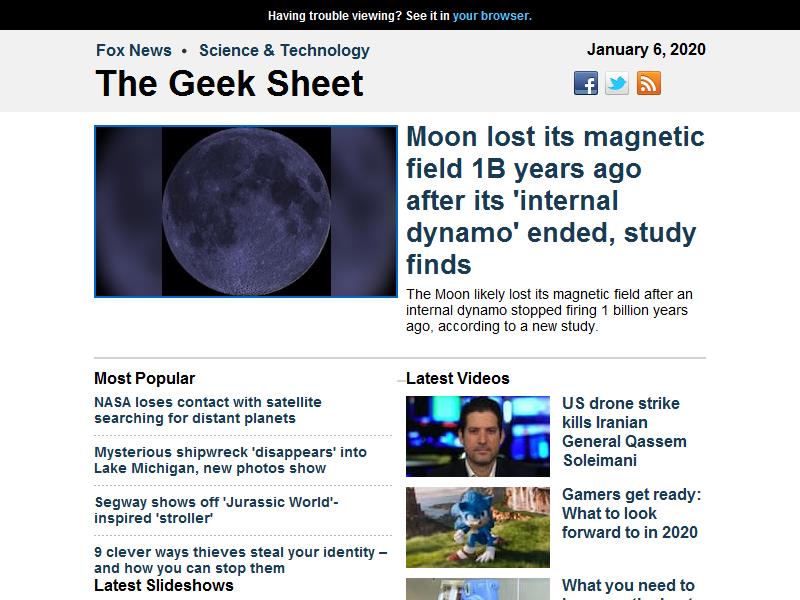 Having trouble viewing? See it in your browser.
Fox News • Science & Technology
January 6, 2020
The Geek Sheet
Moon lost its magnetic
field 1B years ago
after its 'internal
dynamo' ended, study
finds
The Moon likely lost its magnetic field after an
internal dynamo stopped firing 1 billion years
ago, according to a new study.
Most Popular
NASA loses contact with satellite
searching for distant planets
Mysterious shipwreck 'disappears' into
Lake Michigan, new photos show
Segway shows off 'Jurassic World'-
inspired 'stroller'
9 clever ways thieves steal your identity –
and how you can stop them
Latest Slideshows
Latest Videos
US drone strike
kills Iranian
General Qassem
Soleimani
Gamers get ready:
What to look
forward to in 2020
What you need to